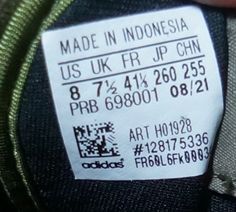 MADE IN INDONESIA
US UK FR JP CHN
8 7½ 41⅓ 260 255
PRB 698001 08/21
ART H01928
#128175336
adidas FR60L6FK0003